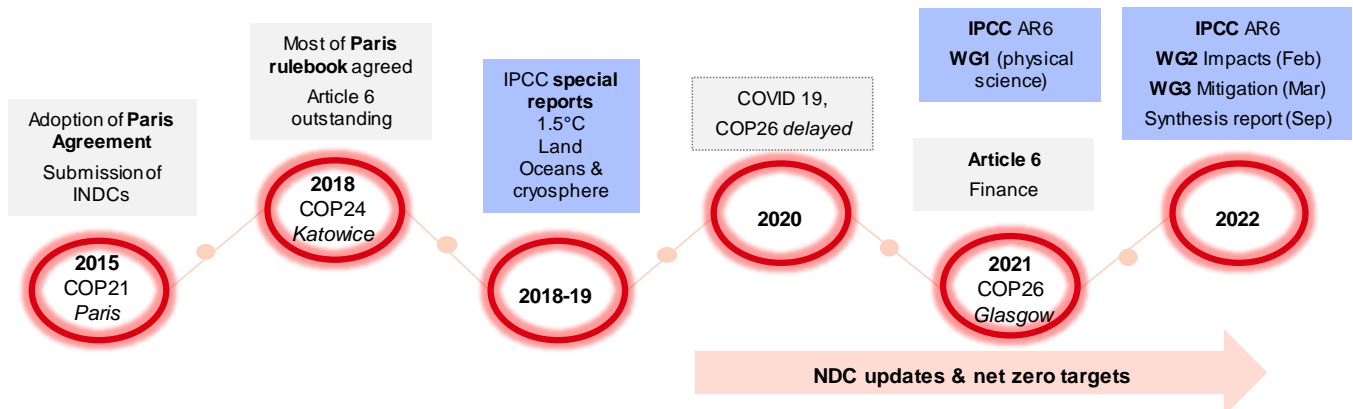 Adoption of Paris
Agreement
Submission of
INDCs
2015
COP21
Paris
Most of Paris
rulebook agreed
Article 6
outstanding
2018
COP24
Katowice
IPCC special
reports
1.5°C
Land
Oceans &
cryosphere
2018-19
COVID 19,
COP26 delayed
2020
IPCC AR6
WG1 (physical
science)
Article 6
Finance
2021
COP26
Glasgow
IPCC AR6
WG2 Impacts (Feb)
WG3 Mitigation (Mar)
Synthesis report (Sep)
2022
NDC updates & net zero targets